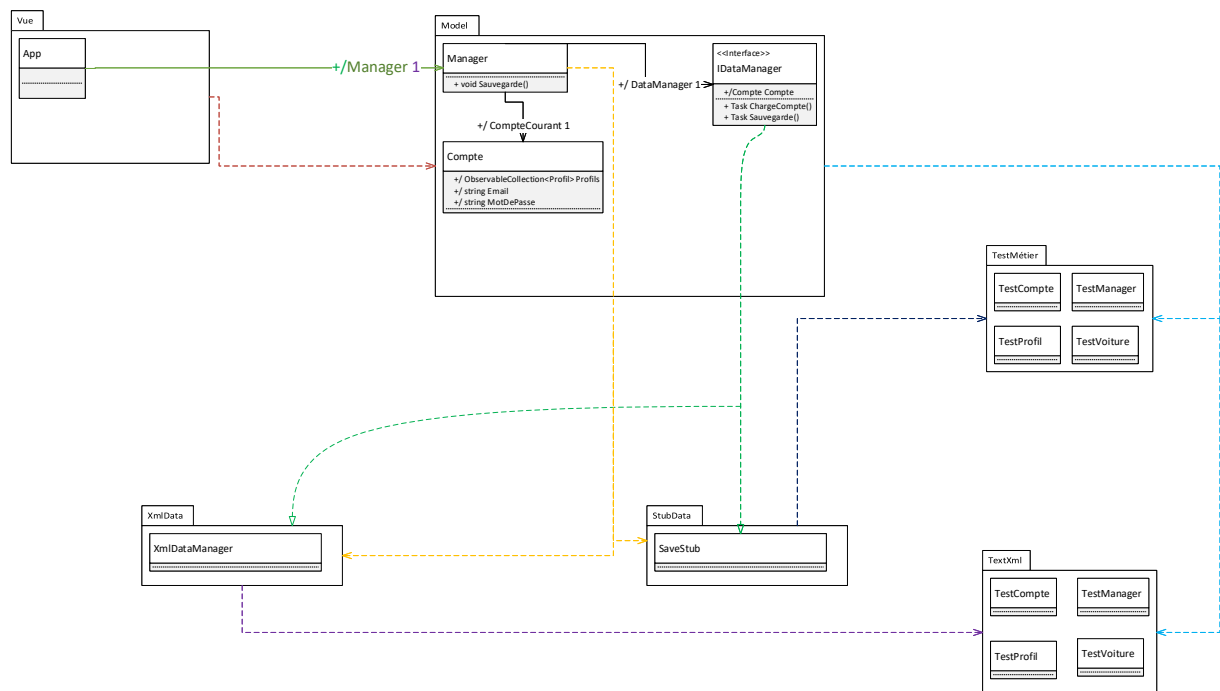 Vue
App
+/Manager 1
Model
Manager
+ void Sauvegarde()
+/ DataManager 1
<<Interface>>
IDataManager
+/Compte Compte
+ Task ChargeCompte()
+ Task Sauvegarde()
+/ CompteCourant 1
Compte
+/ ObservableCollection<Profil> Profils
+/ string Email
+/ string MotDePasse
TestMétier
TestCompte
TestManager
TestProfil
TestVoiture
XmlData
XmlDataManager
StubData
SaveStub
TextXml
TestCompte
TestManager
TestProfil
TestVoiture